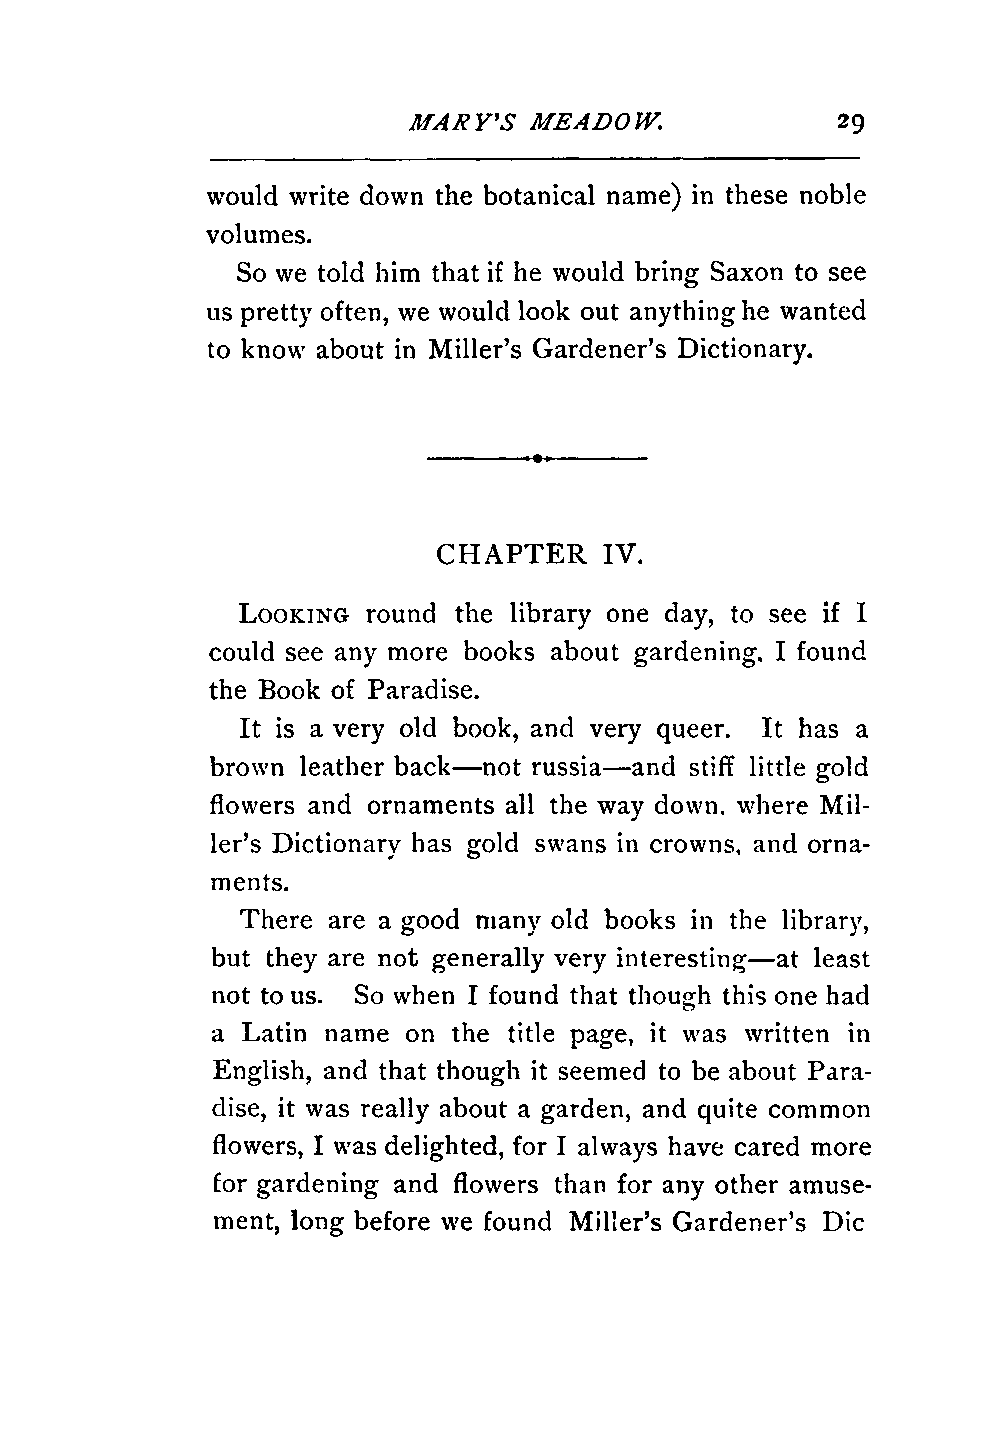 MARY'S MEADOW. 29
would write down the botanical name) in these noble
volumes.
So we told him that if he would bring Saxon to see
us pretty often, we would look out anything he wanted
to know about in Miller's Gardener's Dictionary.
CHAPTER IV.
LOOKING round the library one day, to see if I
could see any more books about gardening, I found
the Book of Paradise.
It is a very old book, and very queer. It has a
brown leather back—not russia—and stiff little gold
flowers and ornaments all the way down, where Mil-
ler's Dictionary has gold swans in crowns, and orna-
ments.
There are a good many old books in the library,
but they are not generally very interesting—at least
not to us. So when I found that though this one had
a Latin name on the title page, it was written in
English, and that though it seemed to be about Para-
dise, it was really about a garden, and quite common
flowers, I was delighted, for I always have cared more
for gardening and flowers than for any other amuse-
ment, long before we found Miller's Gardener's Dic